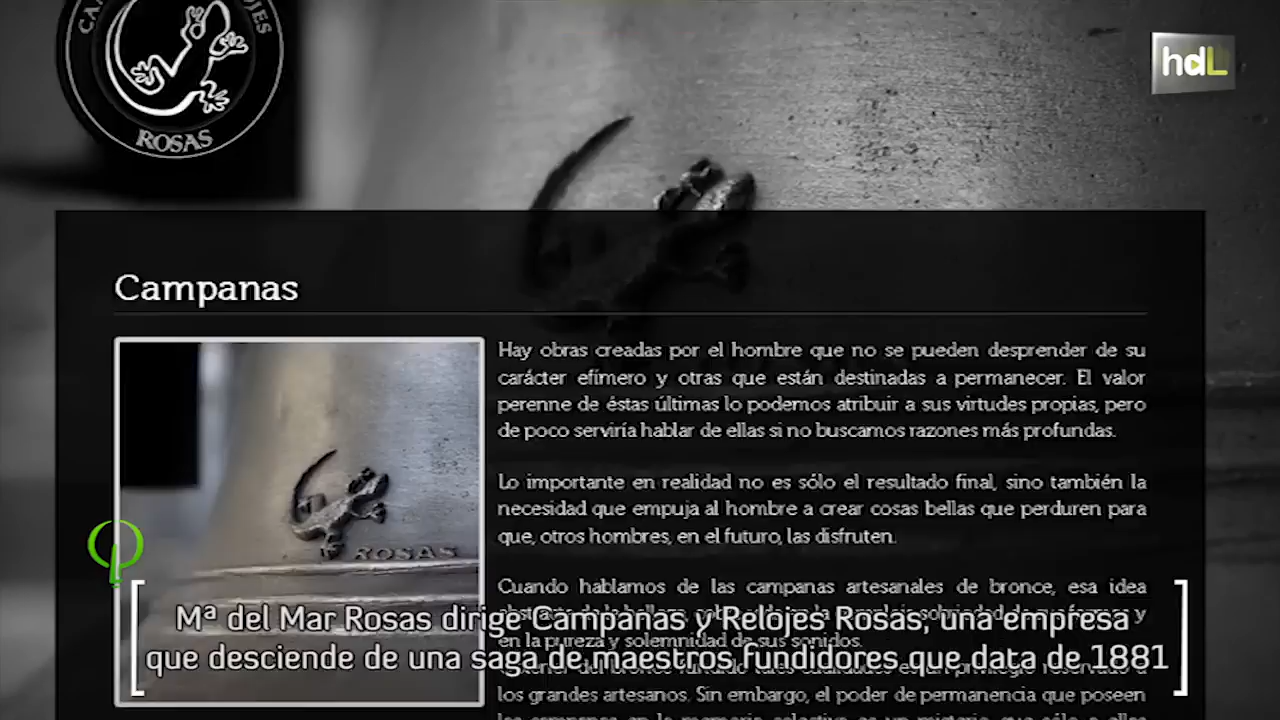 ROSAS
hdL
Campanas
Hay obras creadas por el hombre que no se pueden desprender de su
carácter efímero y otras que están destinadas a permanecer. El valor
perenne de éstas últimas lo podemos atribuir a sus virtudes propias, pero
de poco serviría hablar de ellas si no buscamos razones más profundas.
Lo importante en realidad no es sólo el resultado final, sino también la
necesidad que empuja al hombre a crear cosas bellas que perduren para
que, otros hombres, en el futuro, las disfruten.
ROSAS
Cuando hablamos de las campanas artesanales de bronce, esa idea
en la pureza y solemnidad de sus sonidos.
los grandes artesanos. Sin embargo, el poder de permanencia que poseen
Mª del Mar Rosas dirige Campanas y Relojes Rosas, una empresa
que desciende de una saga de maestros fundidores que data de 1881